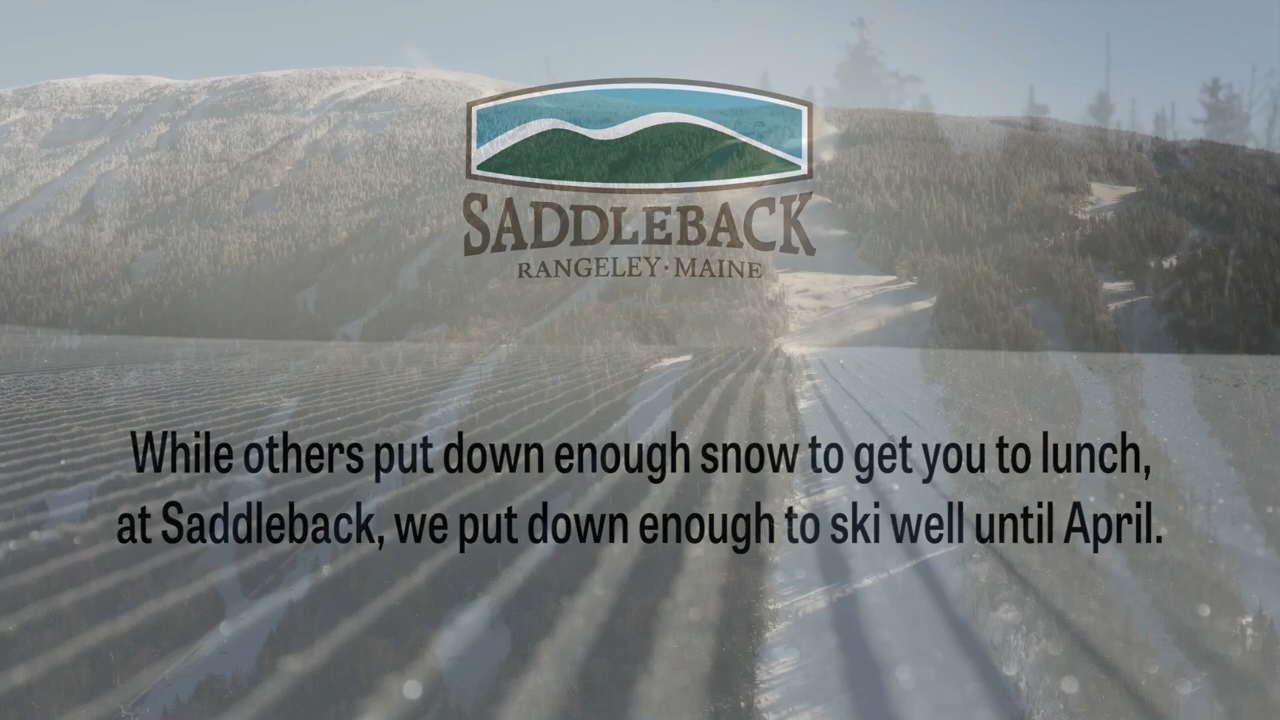 SADDLEBACK
RANGELEY·MAINE
While others put down enough snow to get you to lunch,
at Saddleback, we put down enough to ski well until April.